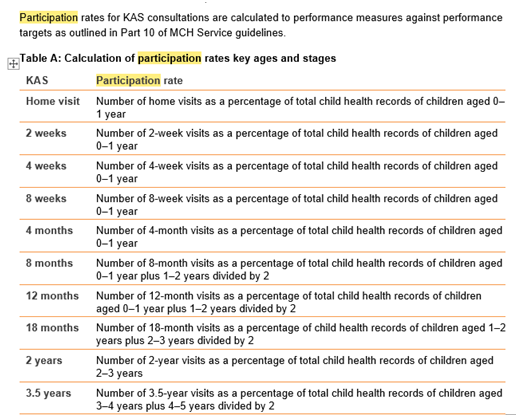 Participation rates for KAS consultations are calculated to performance measures against performance
targets as outlined in Part 10 of MCH Service guidelines.
Table A: Calculation of participation rates key ages and stages
KAS Participation rate
Home visit Number of home visits as a percentage of total child health records of children aged 0–
1 year
2 weeks Number of 2-week visits as a percentage of total child health records of children aged
0–1 year
4 weeks Number of 4-week visits as a percentage of total child health records of children aged
0–1 year
8 weeks Number of 8-week visits as a percentage of total child health records of children aged
0–1 year
4 months Number of 4-month visits as a percentage of total child health records of children aged
0–1 year
8 months Number of 8-month visits as a percentage of total child health records of children aged
0–1 year plus 1–2 years divided by 2
12 months Number of 12-month visits as a percentage of total child health records of children
aged 0–1 year plus 1–2 years divided by 2
18 months Number of 18-month visits as a percentage of child health records of children aged 1–2
years plus 2–3 years divided by 2
2 years Number of 2-year visits as a percentage of total child health records of children aged
2–3 years
3.5 years Number of 3.5-year visits as a percentage of total child health records of children aged
3–4 years plus 4–5 years divided by 2